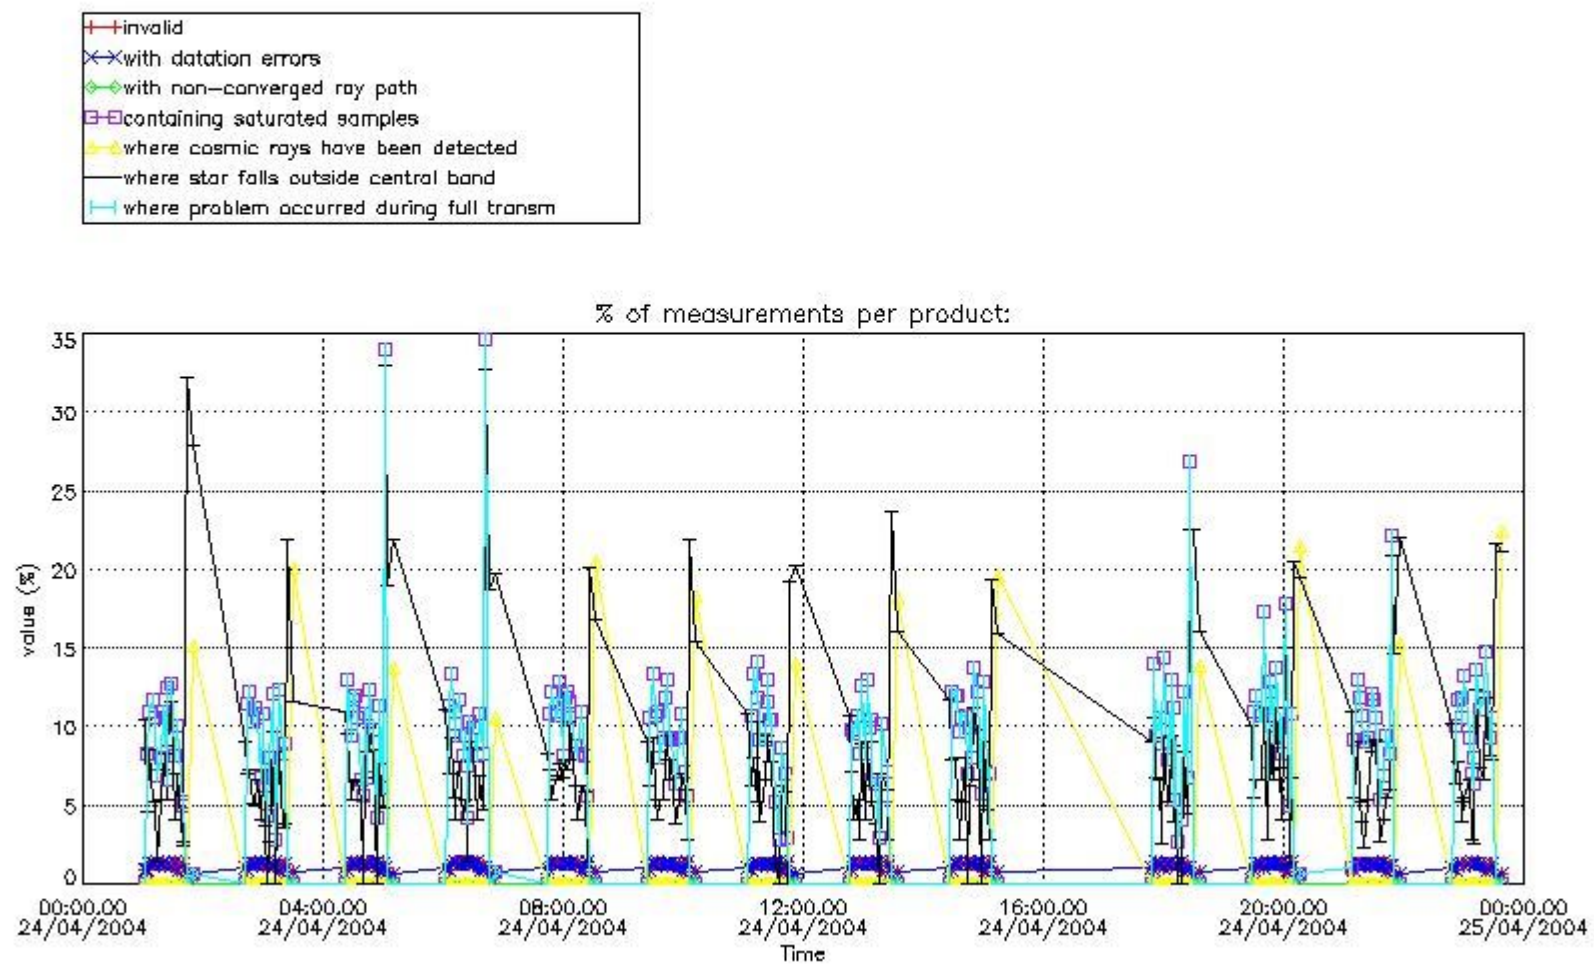 invalid
with datation errors
with non-converged ray path
containing saturated samples
where cosmic rays have been detected
where star falls outside central band
where problem occurred during full transm
% of measurements per product:
35
30
25
20
15
10
5
0
value (%)
00:00:00 04:00:00 08:00:00 12:00:00 16:00:00 20:00:00 00:00:00
24/04/2004 24/04/2004 24/04/2004 24/04/2004 24/04/2004 24/04/2004 25/04/2004
Time